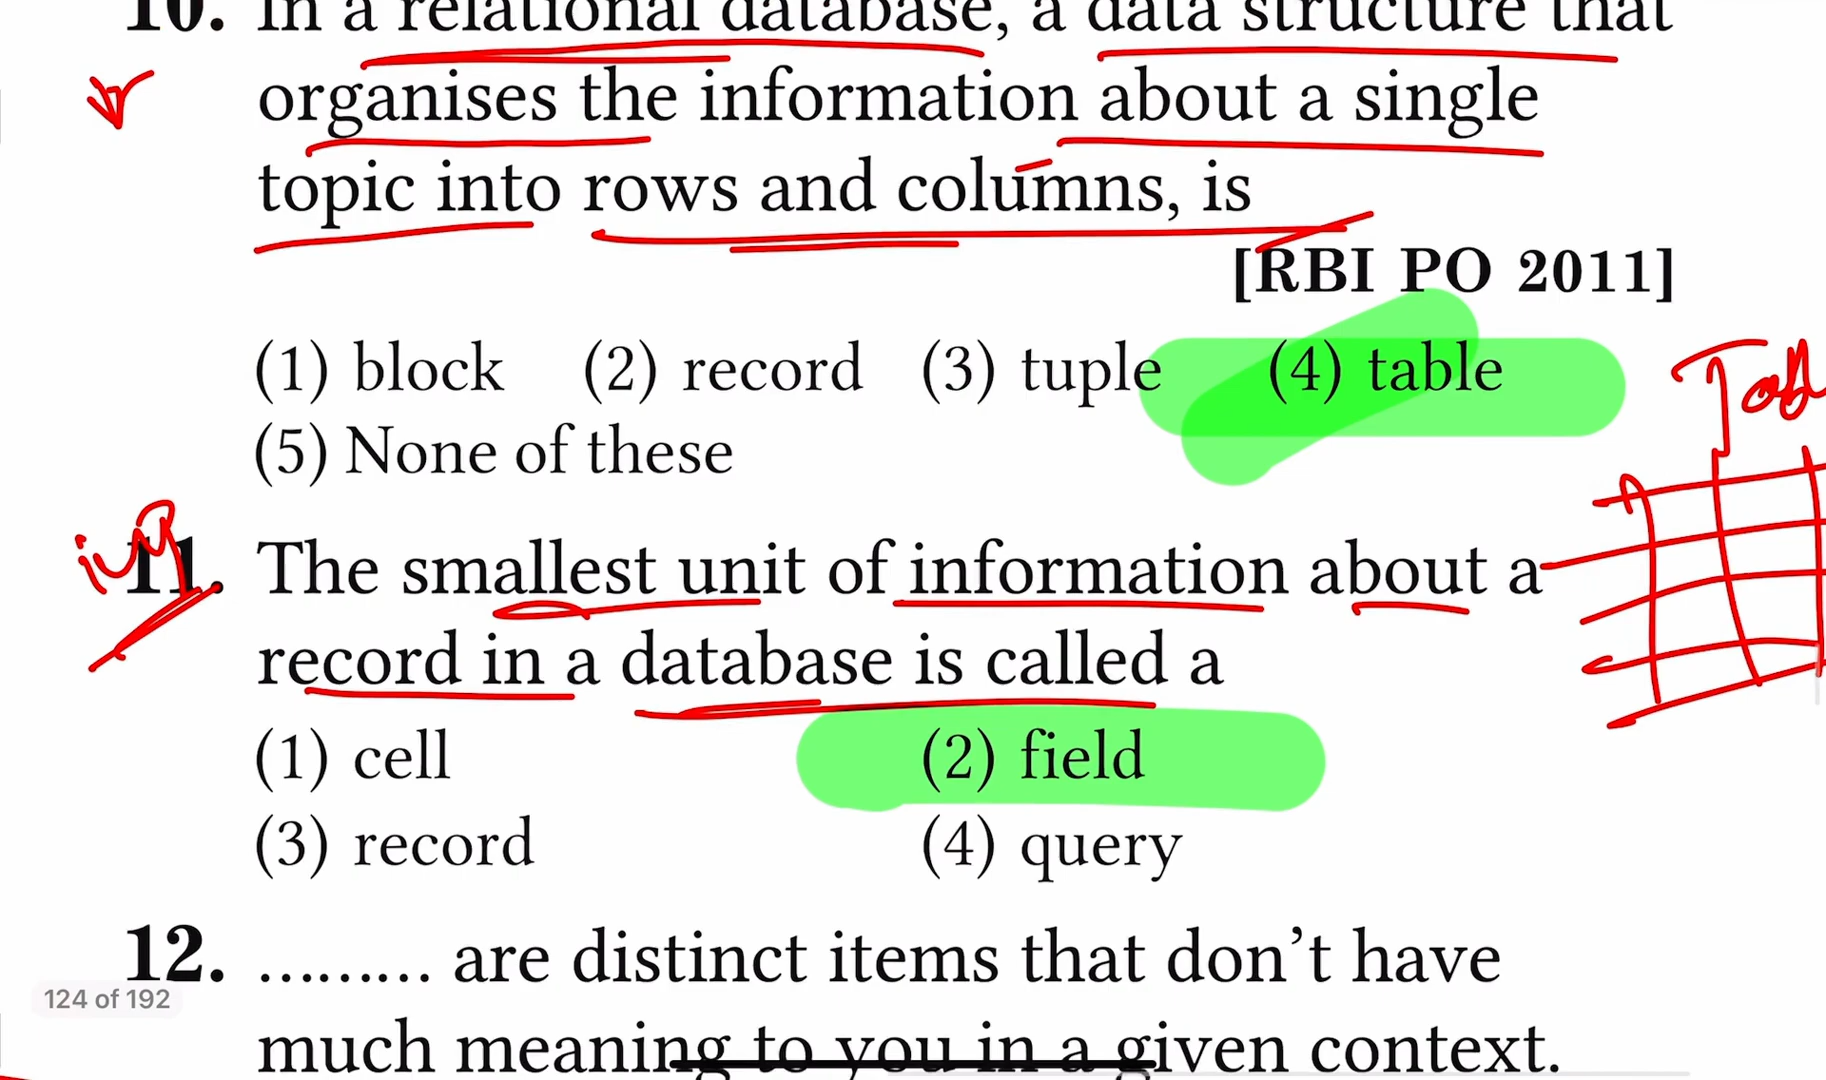 10. In a relational database, a data structure that
organises the information about a single
topic into rows and columns, is
[RBI PO 2011]
(1) block (2) record (3) tuple (4) table
(5) None of these
11. The smallest unit of information about a
record in a database is called a
(1) cell (2) field
(3) record (4) query
12. ......... are distinct items that don't have
124 of 192
much meaning to you in a given context.